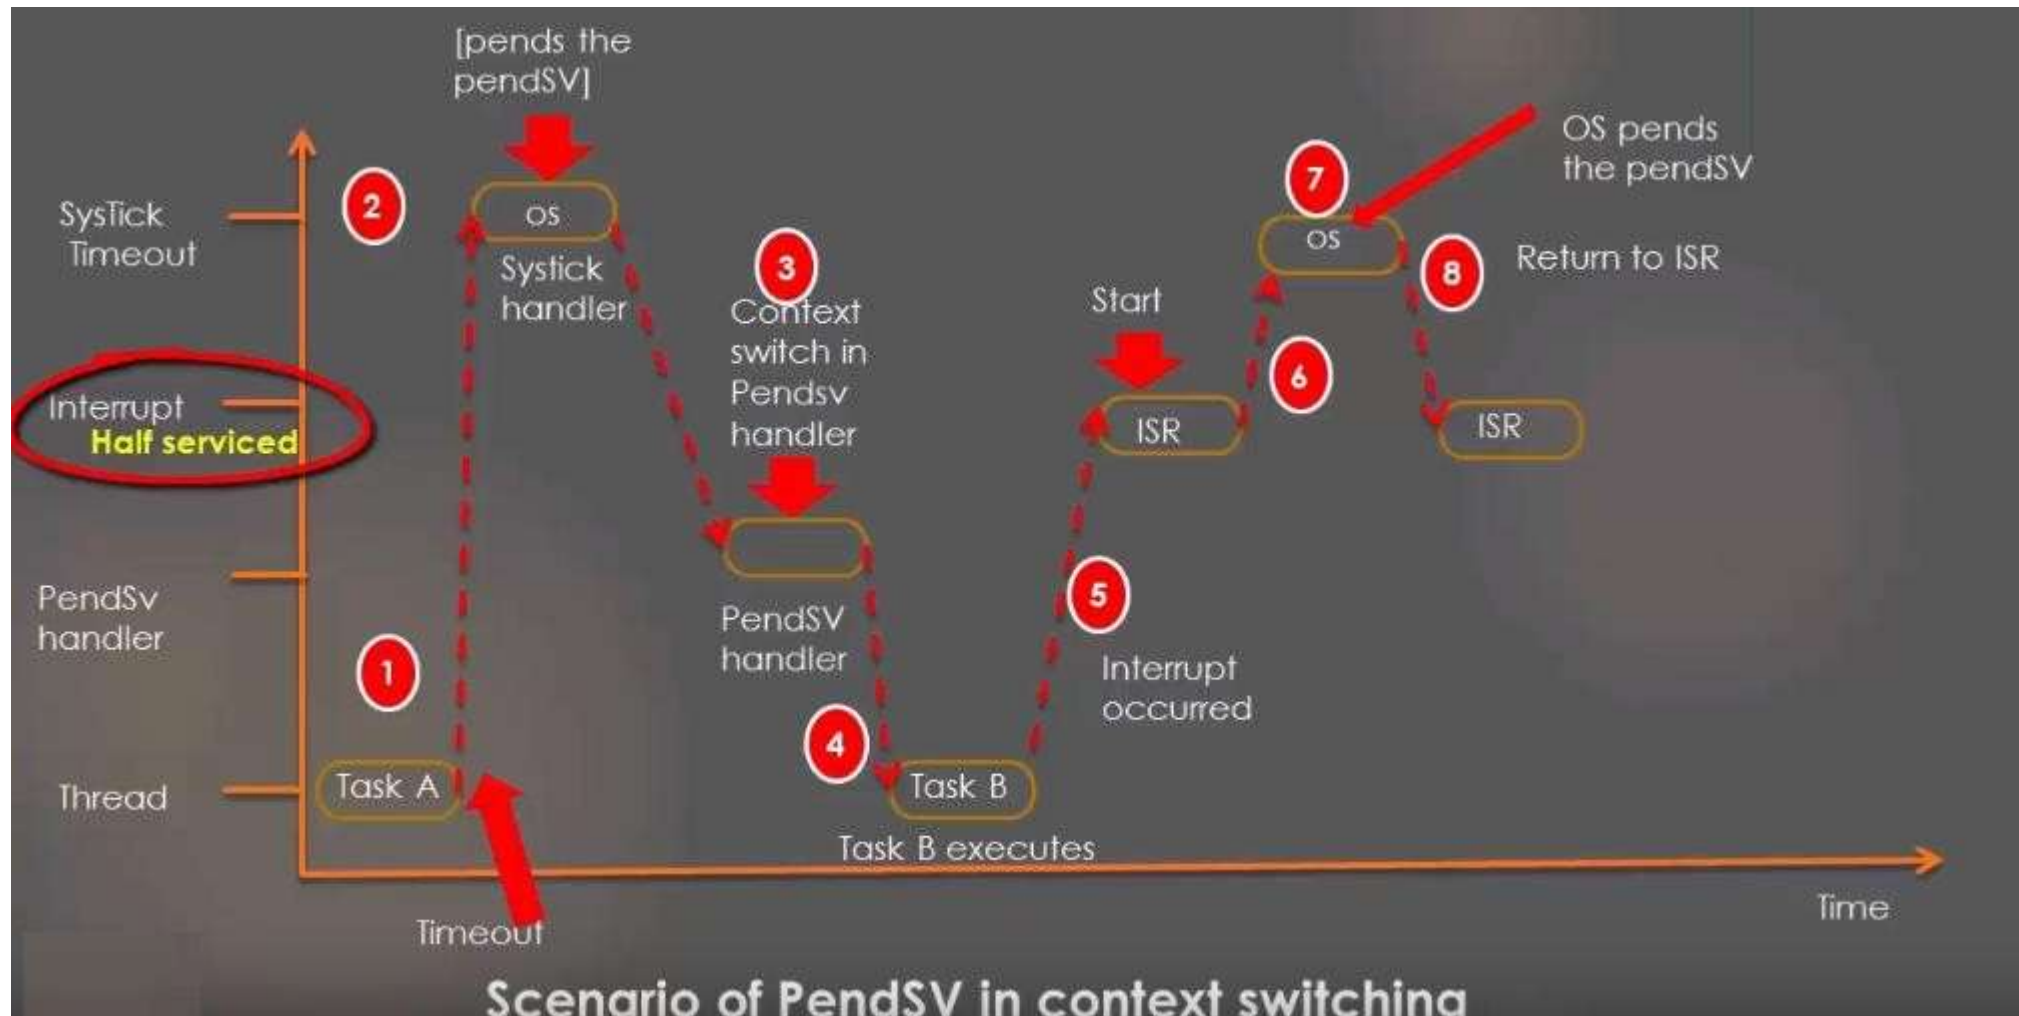 [pends the
pendSV]
OS pends
the pendSV
7
2
SysTick
Timeout
os
os
Systick
handler
3
8
Return to ISR
Context
switch in
Pendsv
handler
Start
6
Interrupt
Half serviced
ISR
ISR
PendSv
handler
PendSV
handler
5
Interrupt
occurred
1
4
Thread
Task A
Task B
Task B executes
Time
Timeout
Scenario of PendSV in context switching